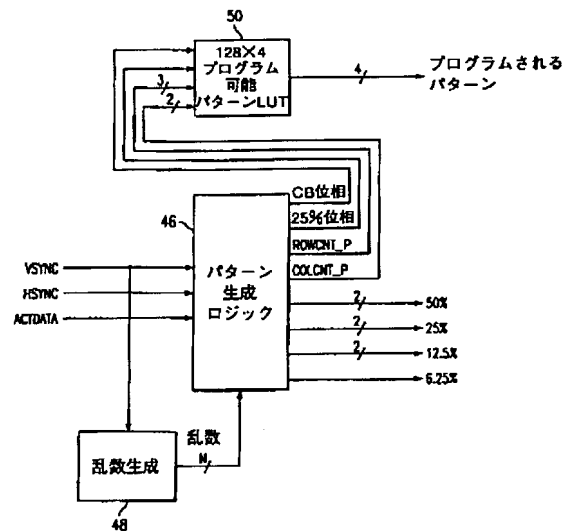 50
128×4
プログラム
可能
パターンLUT
3
2
4
プログラムされる
パターン
46
CB位相
25%位相
ROWCNT_P
COLCNT_P
VSYNC
HSYNC
ACTDATA
パターン
生成
ロジック
2
50%
2
25%
2
12.5%
6.25%
乱数生成
乱数
N
48